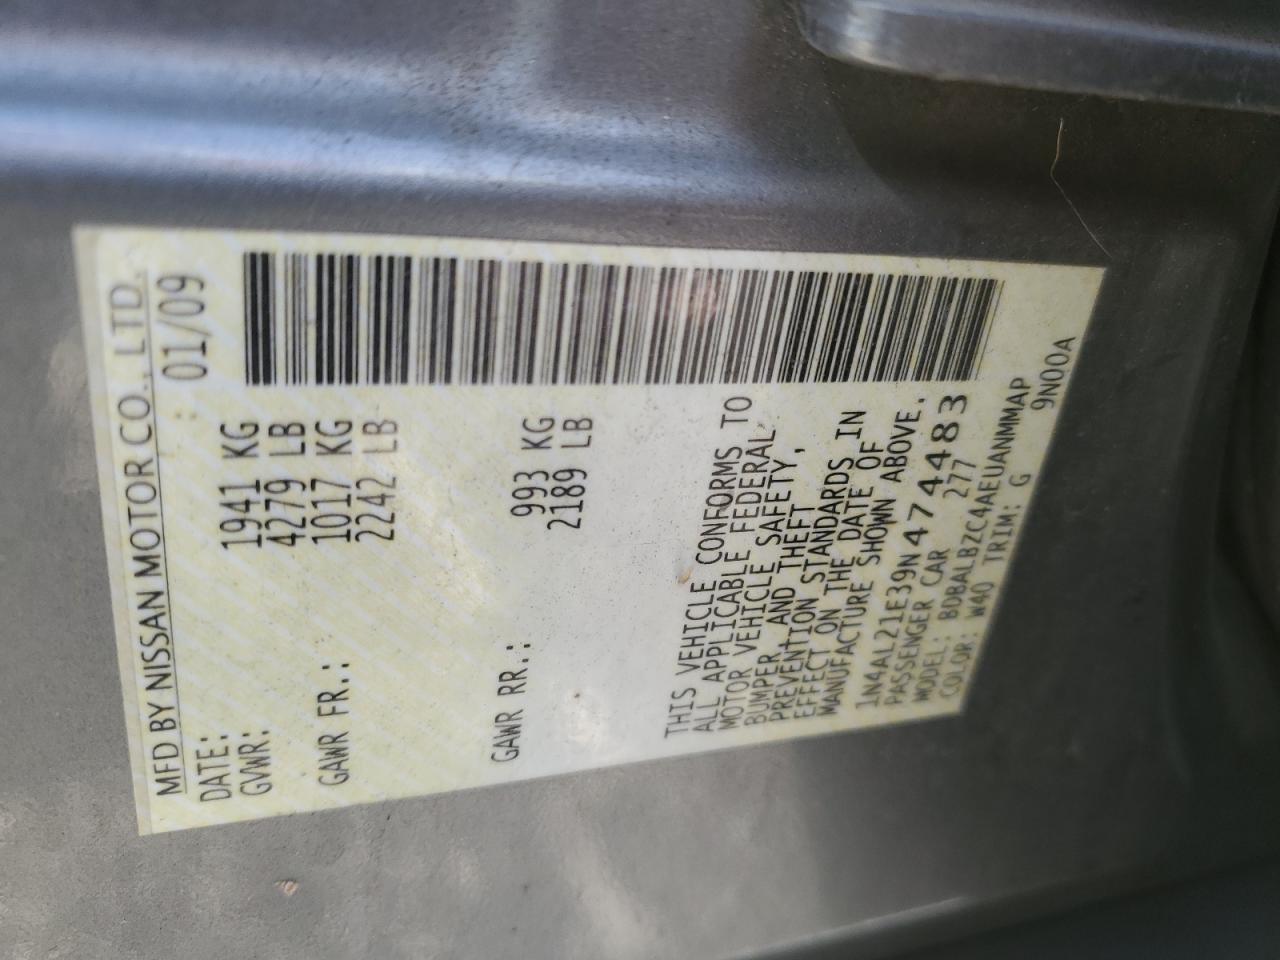 MFD BY NISSAN MOTOR CO., LTD.
DATE: : 01/09
GVWR: 1941 KG
4279 LB
GAWR FR.: 1017 KG
2242 LB
GAWR RR.: 993 KG
2189 LB
THIS VEHICLE CONFORMS TO
ALL APPLICABLE FEDERAL
MOTOR VEHICLE SAFETY,
BUMPER, AND THEFT
PREVENTION STANDARDS IN
EFFECT ON THE DATE OF
MANUFACTURE SHOWN ABOVE.
1N4AL21E39N474483
PASSENGER CAR 277
MODEL: BDBALBZC4AEUANMMAP
COLOR: W40 TRIM: G 9N00A